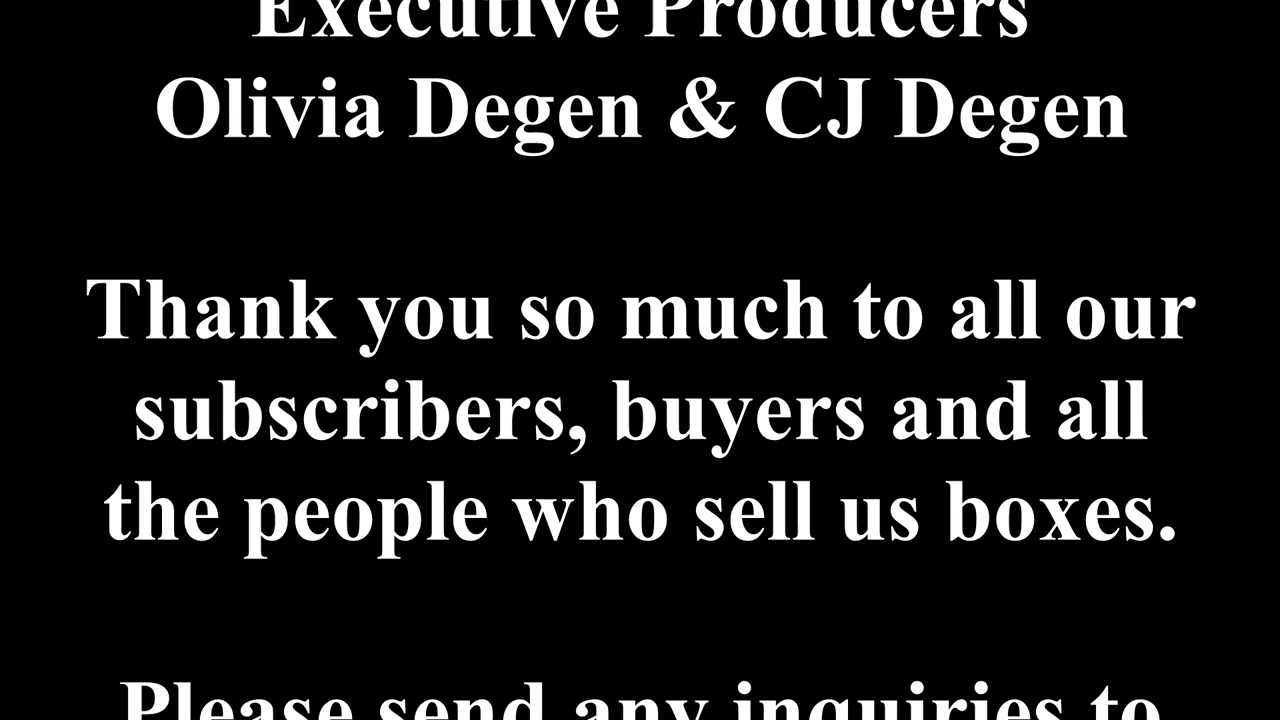 Executive Producers
Olivia Degen & CJ Degen
Thank you so much to all our
subscribers, buyers and all
the people who sell us boxes.
Please send any inquiries to